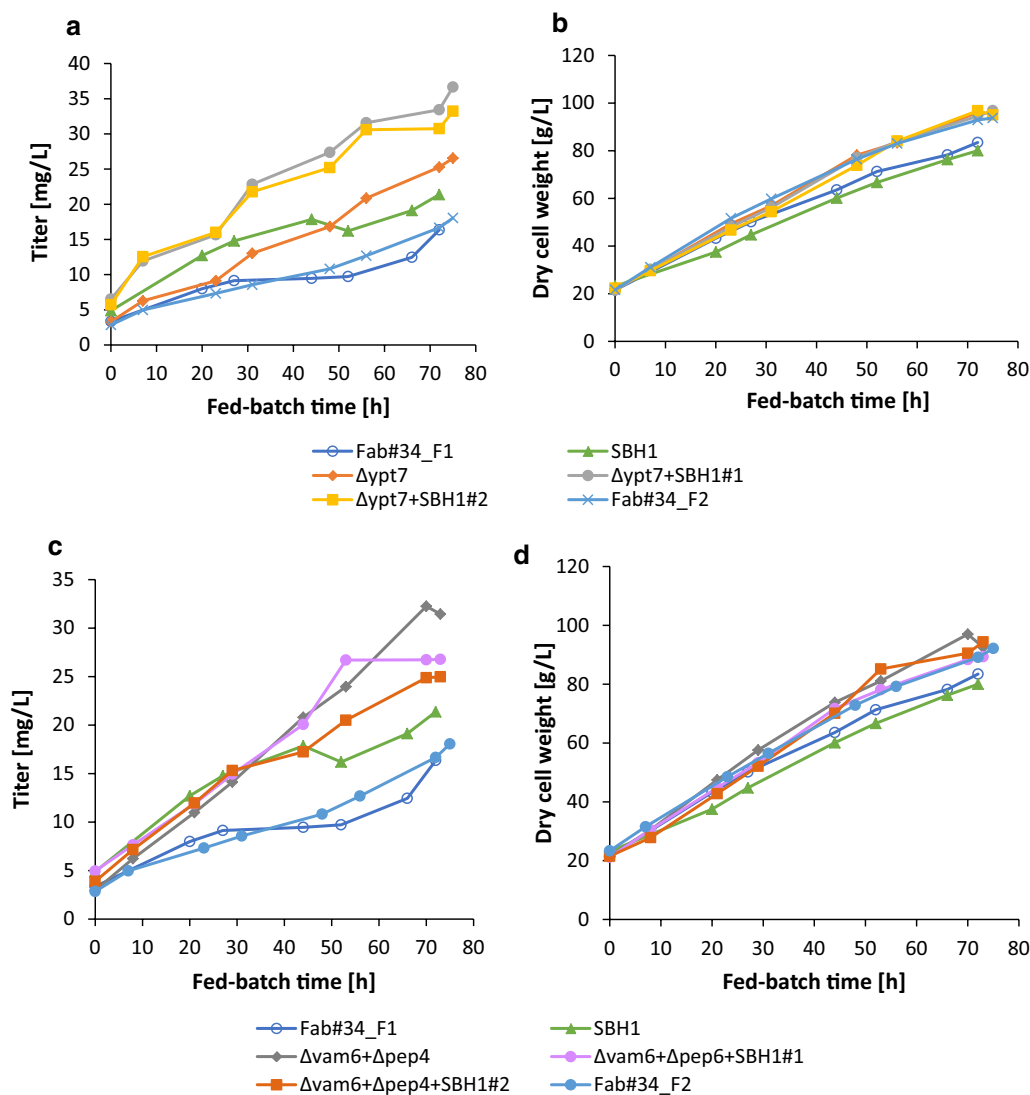 a
Titer [mg/L]
40
35
30
25
20
15
10
5
0
0 10 20 30 40 50 60 70 80
Fed-batch time [h]
b
Dry cell weight [g/L]
120
100
80
60
40
20
0
0 10 20 30 40 50 60 70 80
Fed-batch time [h]
Fab#34_F1 SBH1
Δypt7 Δypt7+SBH1#1
Δypt7+SBH1#2 Fab#34_F2
c
Titer [mg/L]
35
30
25
20
15
10
5
0
0 10 20 30 40 50 60 70 80
Fed-batch time [h]
d
Dry cell weight [g/L]
120
100
80
60
40
20
0
0 10 20 30 40 50 60 70 80
Fed-batch time [h]
Fab#34_F1 SBH1
Δvam6+Δpep4 Δvam6+Δpep6+SBH1#1
Δvam6+Δpep4+SBH1#2 Fab#34_F2